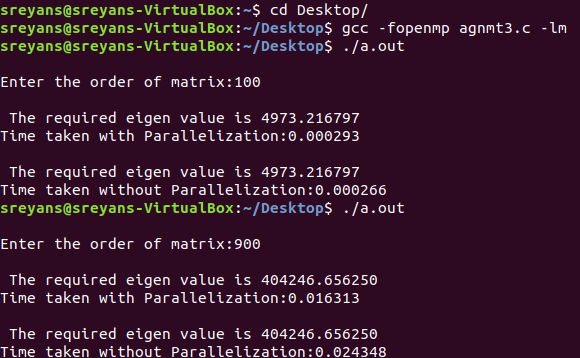 sreyans@sreyans-VirtualBox:~$ cd Desktop/
sreyans@sreyans-VirtualBox:~/Desktop$ gcc -fopenmp agnmt3.c -lm
sreyans@sreyans-VirtualBox:~/Desktop$ ./a.out
Enter the order of matrix:100
The required eigen value is 4973.216797
Time taken with Parallelization:0.000293
The required eigen value is 4973.216797
Time taken without Parallelization:0.000266
sreyans@sreyans-VirtualBox:~/Desktop$ ./a.out
Enter the order of matrix:900
The required eigen value is 404246.656250
Time taken with Parallelization:0.016313
The required eigen value is 404246.656250
Time taken without Parallelization:0.024348